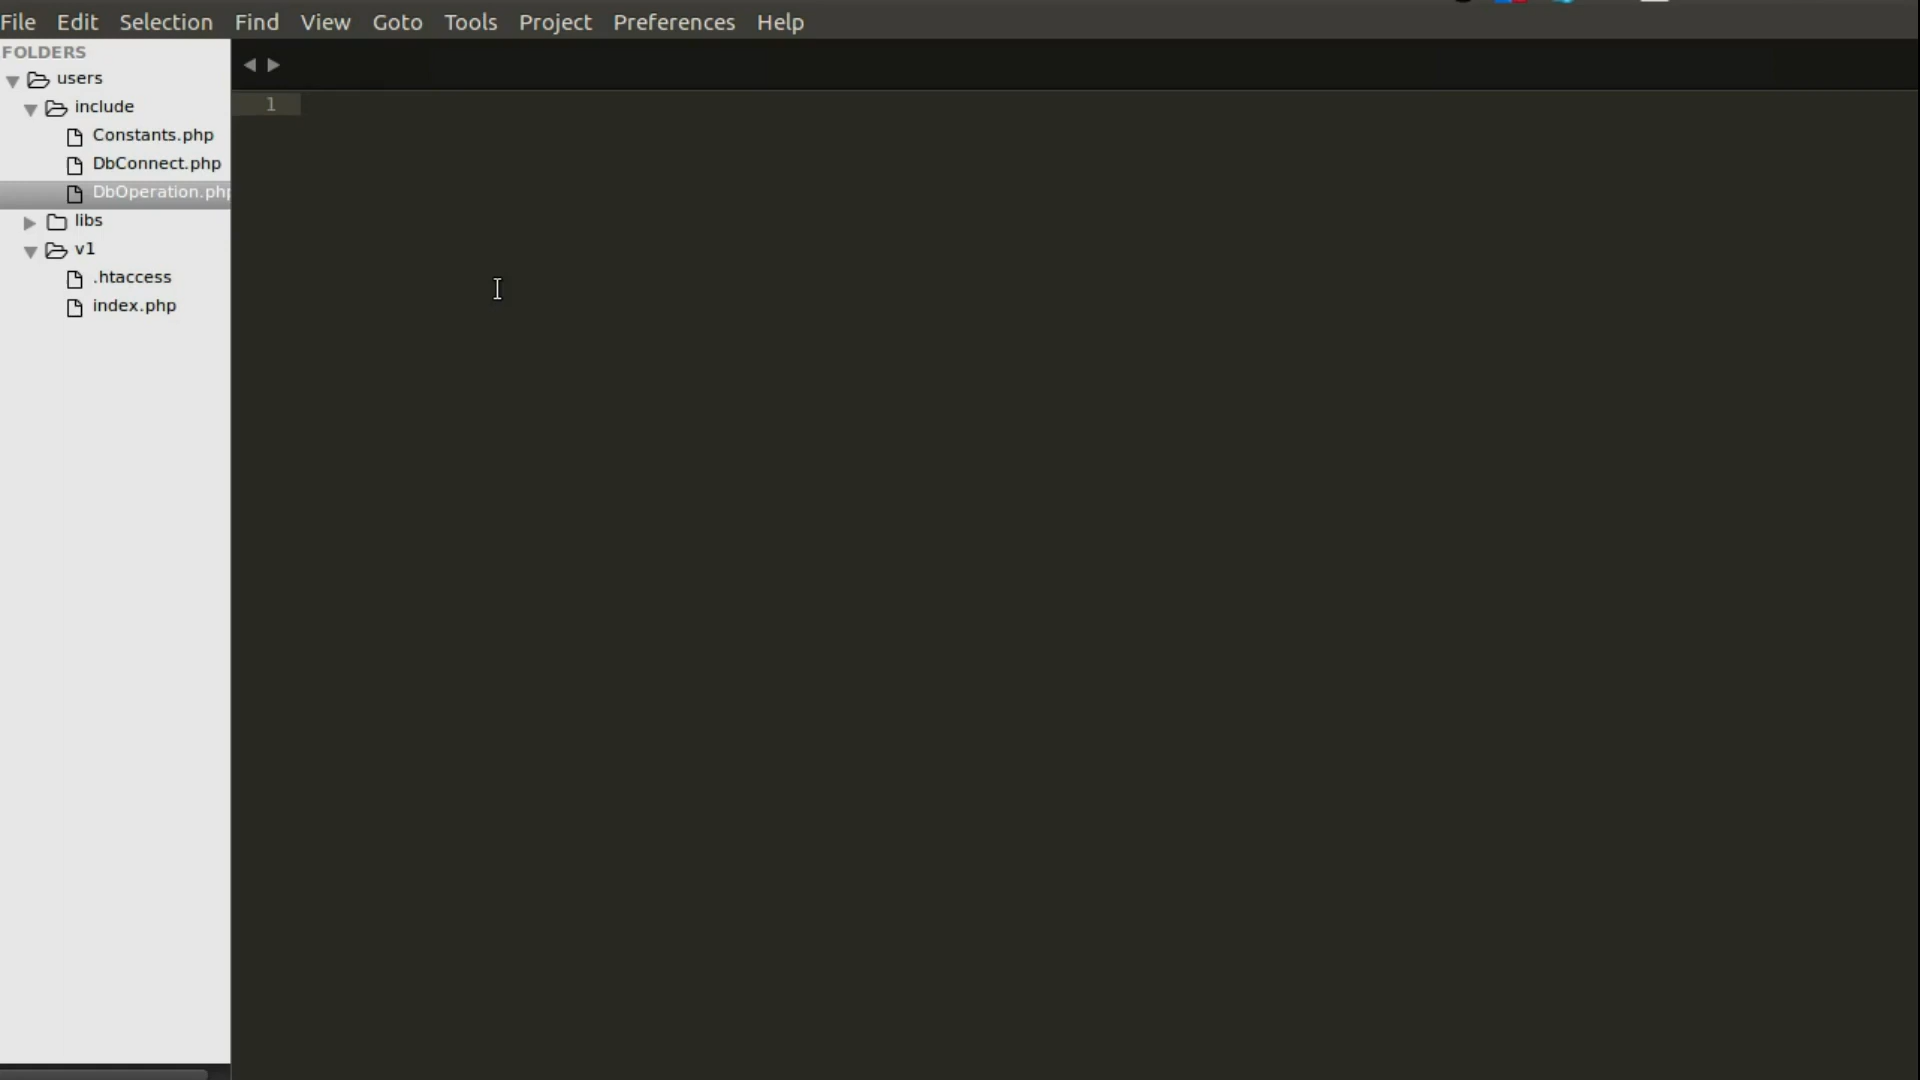 File Edit Selection Find View Goto Tools Project Preferences Help
FOLDERS
users
include
Constants.php
DbConnect.php
DbOperation.php
libs
v1
.htaccess
index.php
1